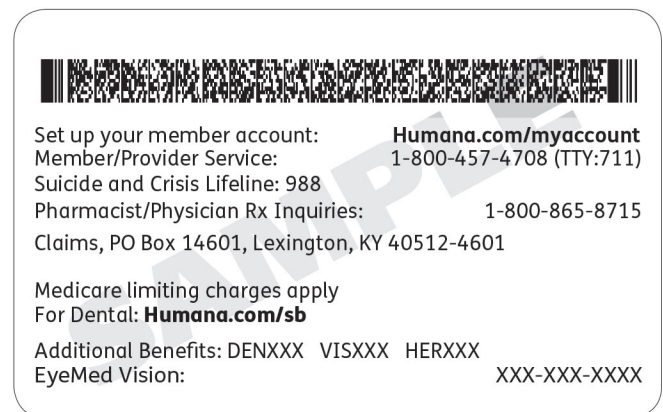 Set up your member account: Humana.com/myaccount
Member/Provider Service: 1-800-457-4708 (TTY:711)
Suicide and Crisis Lifeline: 988
Pharmacist/Physician Rx Inquiries: 1-800-865-8715
Claims, PO Box 14601, Lexington, KY 40512-4601
Medicare limiting charges apply
For Dental: Humana.com/sb
Additional Benefits: DENXXX VISXXX HERXXX
EyeMed Vision: XXX-XXX-XXXX
SAMPLE